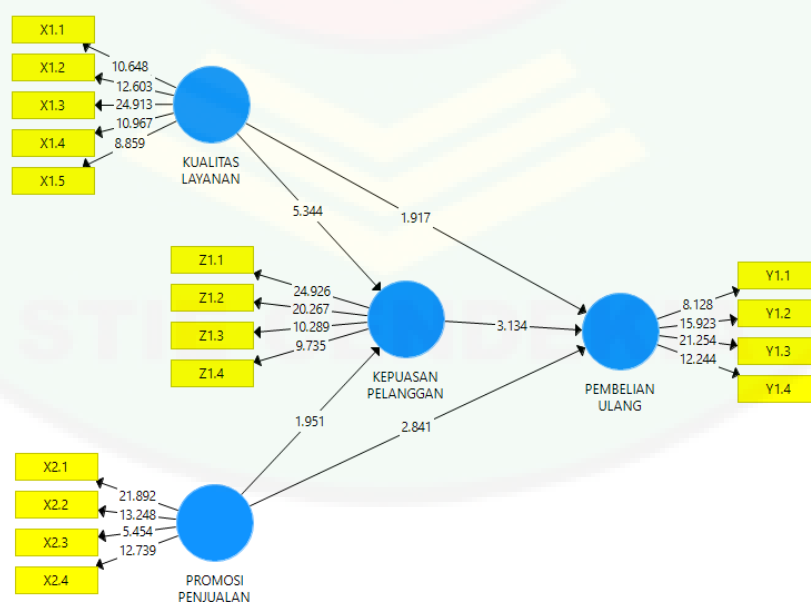 X1.1
X1.2
X1.3
X1.4
X1.5
10.648
12.603
24.913
10.967
8.859
KUALITAS
LAYANAN
5.344
1.917
Z1.1
Z1.2
Z1.3
Z1.4
24.926
20.267
10.289
9.735
KEPUASAN
PELANGGAN
3.134
1.951
2.841
PEMBELIAN
ULANG
8.128
15.923
21.254
12.244
Y1.1
Y1.2
Y1.3
Y1.4
X2.1
X2.2
X2.3
X2.4
21.892
13.248
5.454
12.739
PROMOSI
PENJUALAN